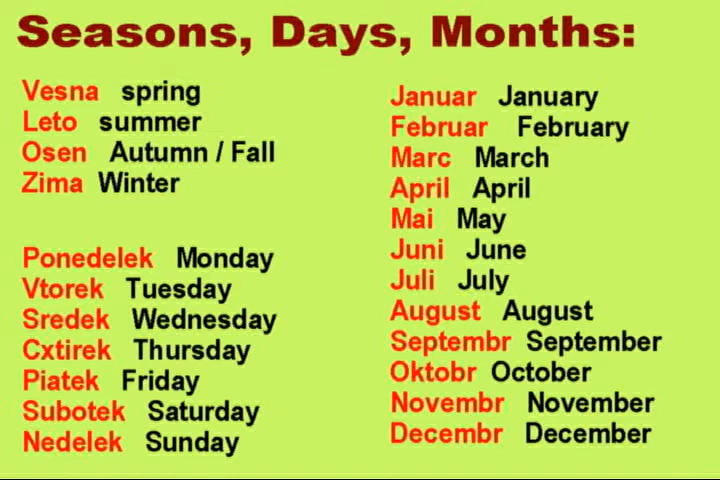 Seasons, Days, Months:
Vesna spring
Leto summer
Osen Autumn / Fall
Zima Winter
Ponedelek Monday
Vtorek Tuesday
Sredek Wednesday
Cxtirek Thursday
Piatek Friday
Subotek Saturday
Nedelek Sunday
Januar January
Februar February
Marc March
April April
Mai May
Juni June
Juli July
August August
Septembr September
Oktobr October
Novembr November
Decembr December